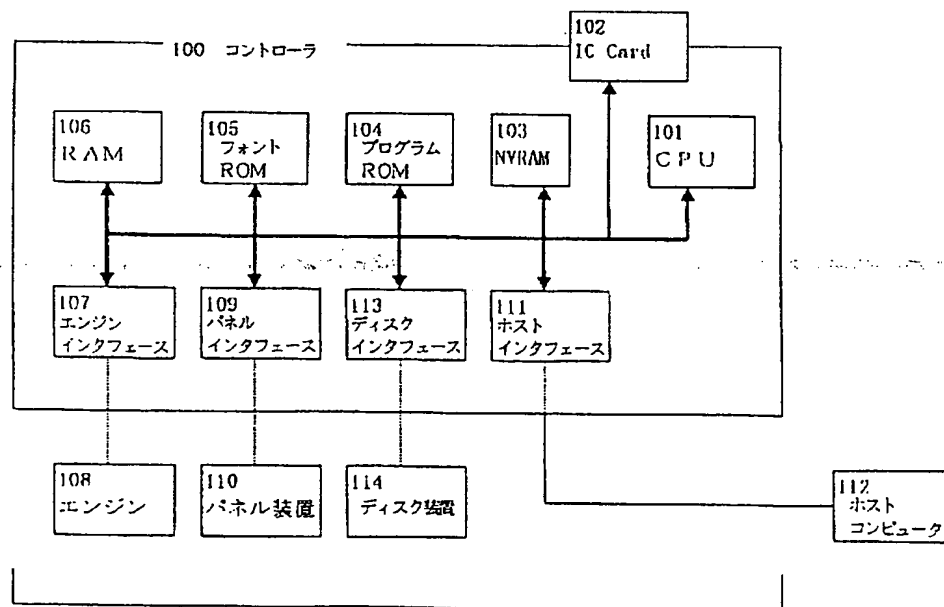 100 コントローラ
102
IC Card
106
RAM
105
フォント
ROM
104
プログラム
ROM
103
NVRAM
101
CPU
107
エンジン
インタフェース
109
パネル
インタフェース
113
ディスク
インタフェース
111
ホスト
インタフェース
108
エンジン
110
パネル装置
114
ディスク装置
112
ホスト
コンピュータ